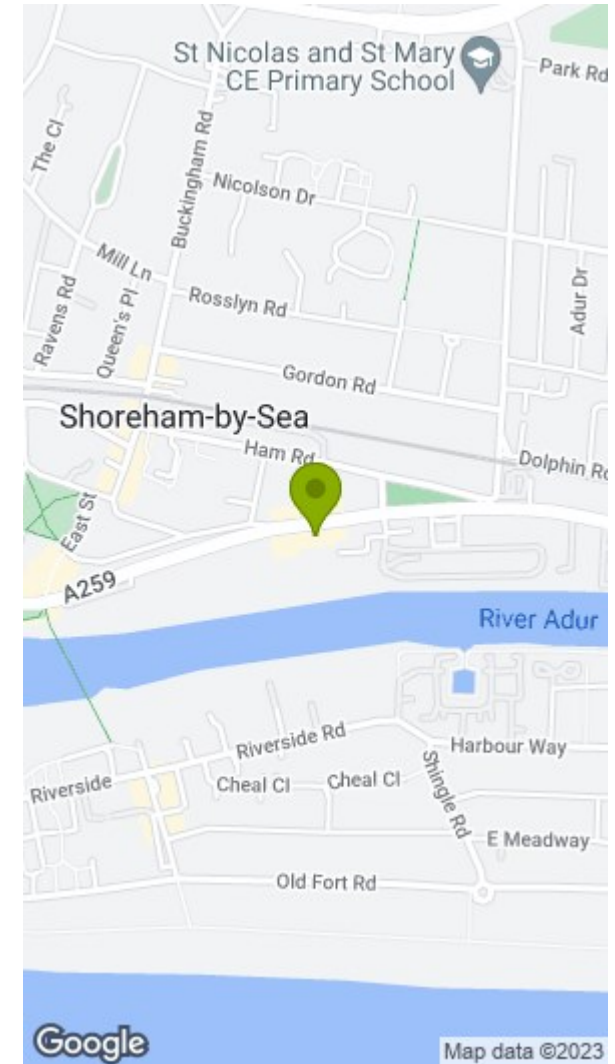 St Nicolas and St Mary
CE Primary School
Park Rd
The Cl
Buckingham Rd
Nicolson Dr
Mill Ln
Ravens Rd
Queen's Pl
Rosslyn Rd
Adur Dr
Gordon Rd
Shoreham-by-Sea
Ham Rd
Dolphin Ro
East St
A259
River Adur
Riverside Rd
Harbour Way
Riverside
Cheal Cl
Cheal Cl
Shingle Rd
E Meadway
Old Fort Rd
Google
Map data ©2023